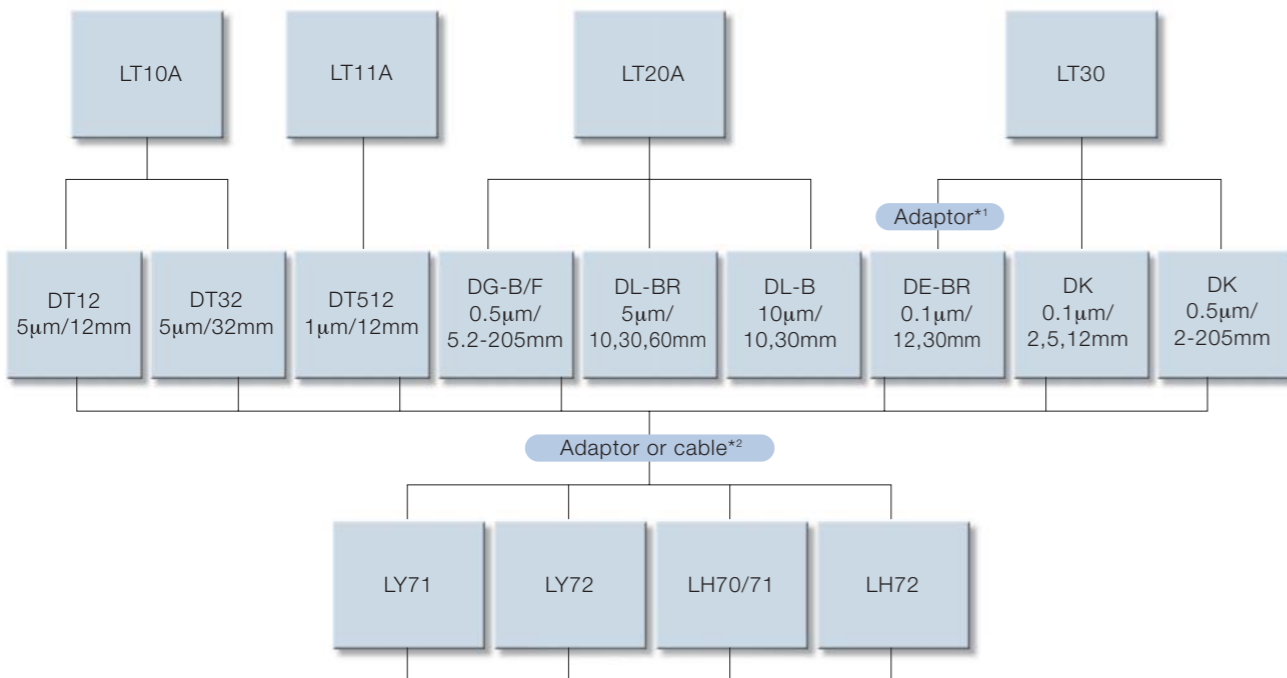 LT10A
LT11A
LT20A
LT30
Adaptor*1
DT12
5μm/12mm
DT32
5μm/32mm
DT512
1μm/12mm
DG-B/F
0.5μm/
5.2-205mm
DL-BR
5μm/
10,30,60mm
DL-B
10μm/
10,30mm
DE-BR
0.1μm/
12,30mm
DK
0.1μm/
2,5,12mm
DK
0.5μm/
2-205mm
Adaptor or cable*2
LY71
LY72
LH70/71
LH72